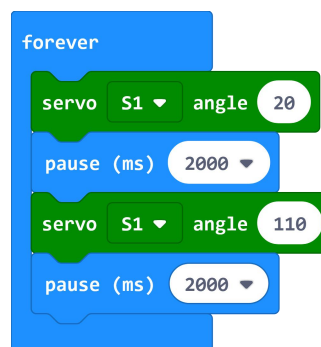 forever
servo S1 angle 20
pause (ms) 2000
servo S1 angle 110
pause (ms) 2000